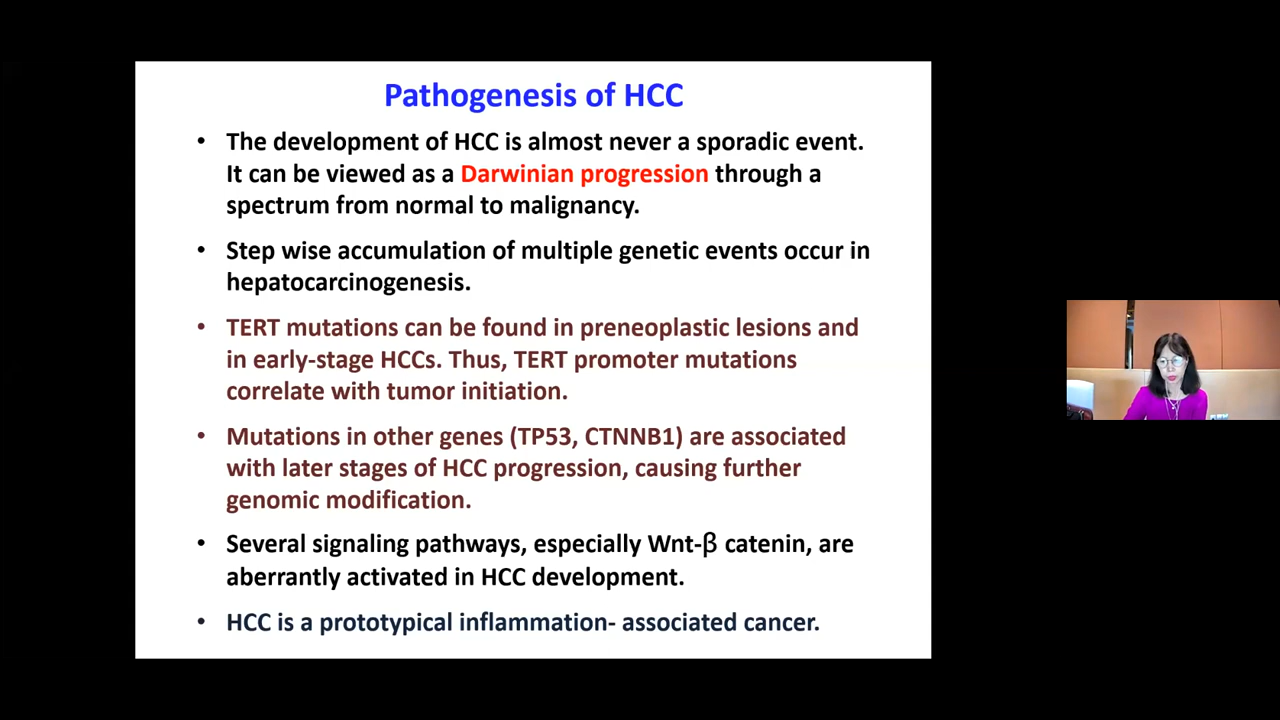 Pathogenesis of HCC
• The development of HCC is almost never a sporadic event.
It can be viewed as a Darwinian progression through a
spectrum from normal to malignancy.
• Step wise accumulation of multiple genetic events occur in
hepatocarcinogenesis.
• TERT mutations can be found in preneoplastic lesions and
in early-stage HCCs. Thus, TERT promoter mutations
correlate with tumor initiation.
• Mutations in other genes (TP53, CTNNB1) are associated
with later stages of HCC progression, causing further
genomic modification.
• Several signaling pathways, especially Wnt-β catenin, are
aberrantly activated in HCC development.
• HCC is a prototypical inflammation- associated cancer.